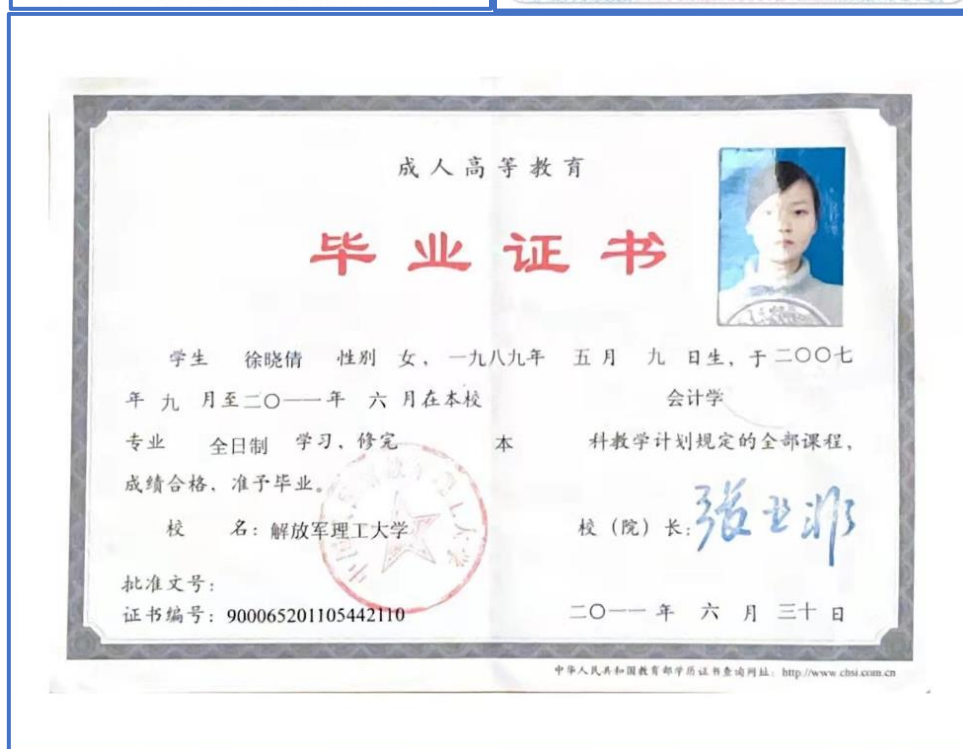 成人高等教育
毕业证书
学生 徐晓倩 性别 女，一九八九年 五月 九 日生，于二〇〇七
年 九 月至二〇一一年 六 月在本校 会计学
专业 全日制 学习、修完 本 科教学计划规定的全部课程，
成绩合格，准予毕业。
校 名：解放军理工大学 校（院）长：张亚非
批准文号：
证书编号：900065201105442110 二〇一一年 六 月 三十 日
中华人民共和国教育部学历证书查询网址：http://www.chsi.com.cn